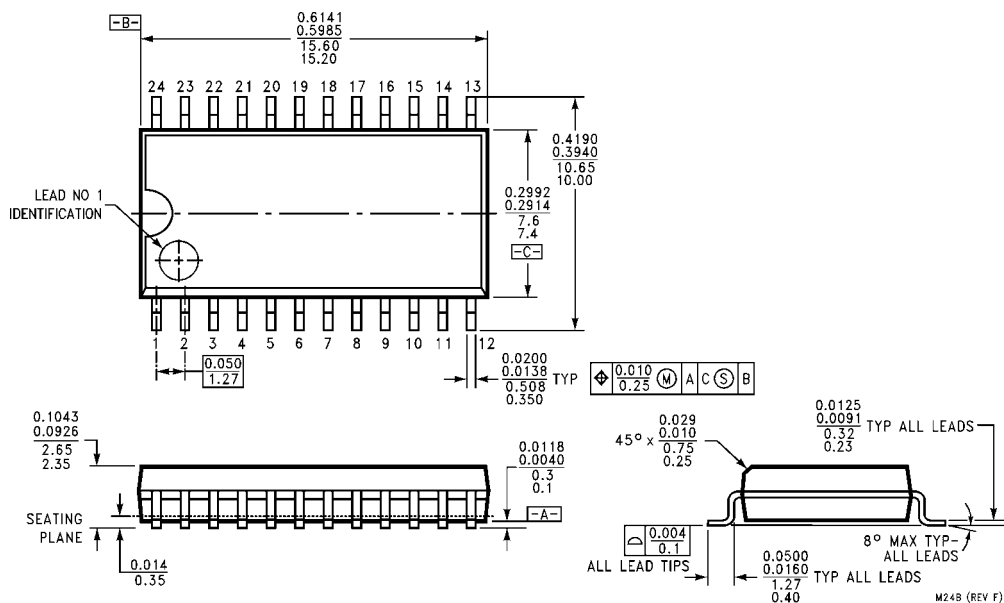 -B-
0.6141
0.5985
15.60
15.20
24 23 22 21 20 19 18 17 16 15 14 13
0.4190
0.3940
10.65
10.00
LEAD NO 1
IDENTIFICATION
0.2992
0.2914
7.6
7.4
-C-
1 2 3 4 5 6 7 8 9 10 11 12
0.050
1.27
0.0200
0.0138 TYP
0.508
0.350
0.010
0.25 M A C S B
0.1043
0.0926
2.65
2.35
0.0118
0.0040
0.3
0.1
-A-
SEATING
PLANE
0.014
0.35
0.029
45° x 0.010
0.75
0.25
0.0125
0.0091 TYP ALL LEADS
0.32
0.23
0.004
0.1
ALL LEAD TIPS
8° MAX TYP-
ALL LEADS
0.0500
0.0160 TYP ALL LEADS
1.27
0.40
M24B (REV F)